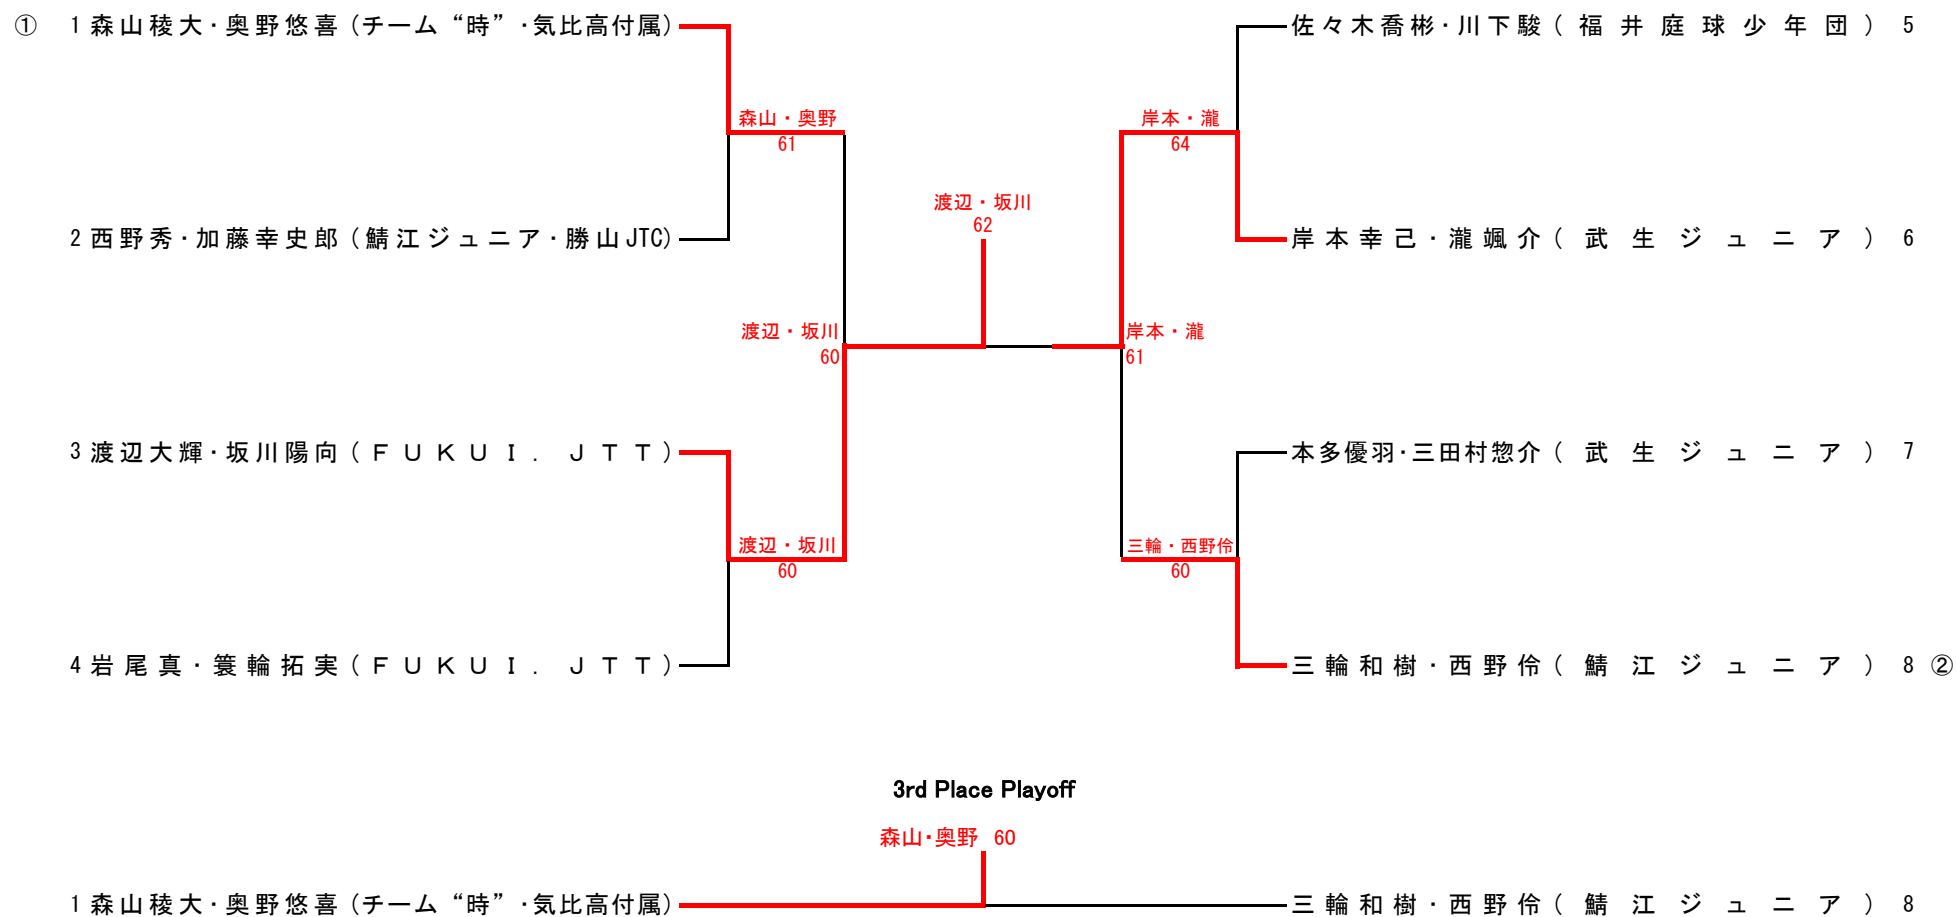 ① 1 森山稜大・奥野悠喜 (チーム “時”・気比高付属)
佐々木喬彬・川下駿 (福井庭球少年団) 5
森山・奥野
61
岸本・瀧
64
渡辺・坂川
62
2 西野秀・加藤幸史郎 (鯖江ジュニア・勝山JTC)
岸本幸己・瀧颯介 (武生ジュニア) 6
渡辺・坂川
60
岸本・瀧
61
3 渡辺大輝・坂川陽向 (ＦＵＫＵＩ．ＪＴＴ)
本多優羽・三田村惣介 (武生ジュニア) 7
渡辺・坂川
60
三輪・西野伶
60
4 岩尾真・簑輪拓実 (ＦＵＫＵＩ．ＪＴＴ)
三輪和樹・西野伶 (鯖江ジュニア) 8 ②
3rd Place Playoff
森山・奥野 60
1 森山稜大・奥野悠喜 (チーム “時”・気比高付属)
三輪和樹・西野伶 (鯖江ジュニア) 8